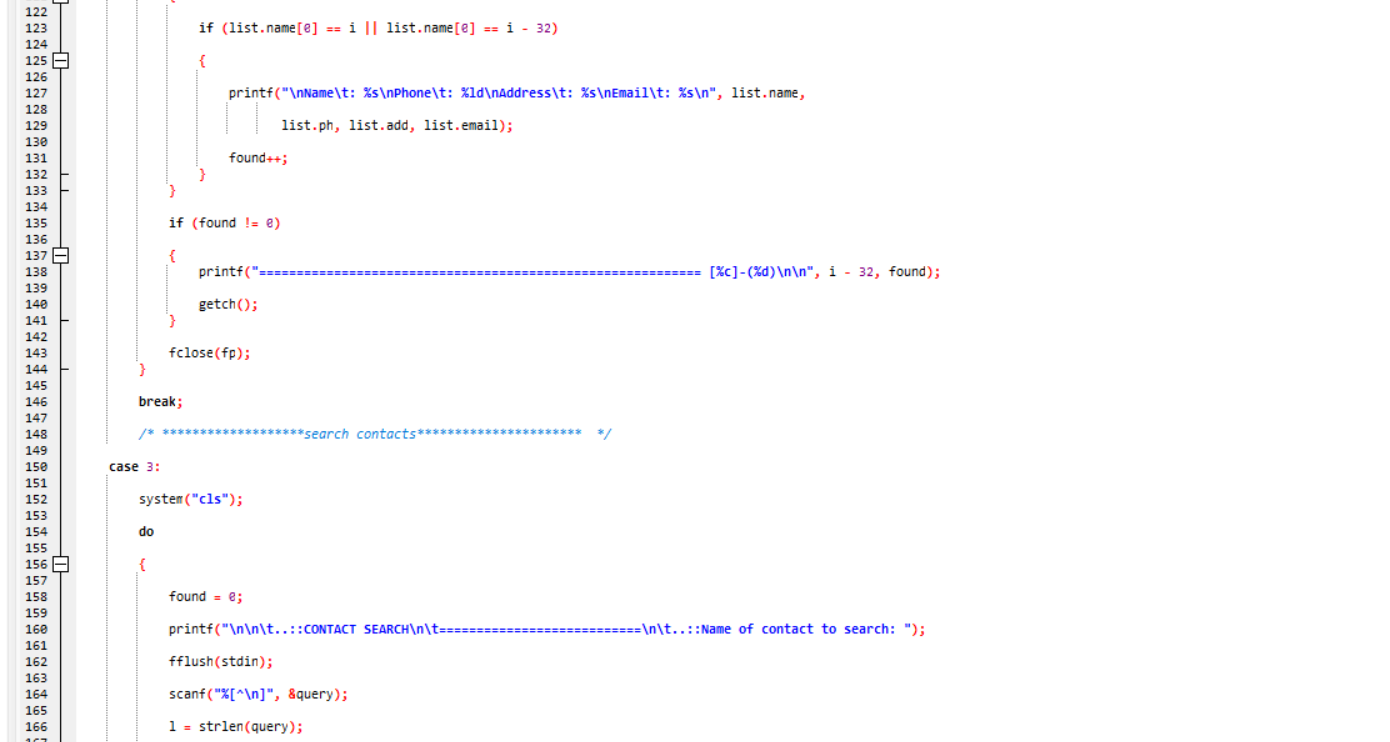 122
123 if (list.name[0] == i || list.name[0] == i - 32)
124
125 {
126
127 printf("\nName\t: %s\nPhone\t: %ld\nAddress\t: %s\nEmail\t: %s\n", list.name,
128
129 list.ph, list.add, list.email);
130
131 found++;
132 }
133 }
134
135 if (found != 0)
136
137 {
138 printf("=========================================================== [%c]-(%d)\n\n", i - 32, found);
139
140 getch();
141 }
142
143 fclose(fp);
144 }
145
146 break;
147
148 /* *******************search contacts********************** */
149
150 case 3:
151
152 system("cls");
153
154 do
155
156 {
157
158 found = 0;
159
160 printf("\n\n\t..::CONTACT SEARCH\n\t===========================\n\t..::Name of contact to search: ");
161
162 fflush(stdin);
163
164 scanf("%[^\n]", &query);
165
166 l = strlen(query);